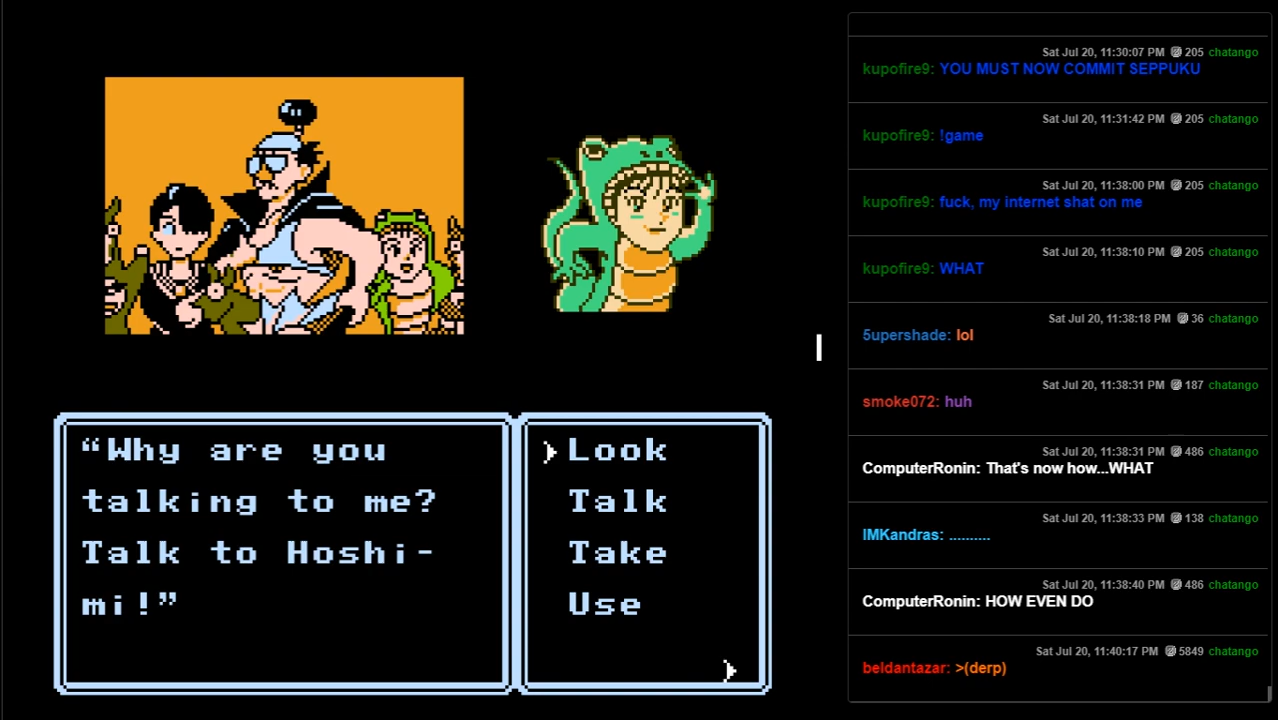 “Why are you
talking to me?
Talk to Hoshi-
mi!”
Look
Talk
Take
Use
Sat Jul 20, 11:30:07 PM 205 chatango
kupofire9: YOU MUST NOW COMMIT SEPPUKU
Sat Jul 20, 11:31:42 PM 205 chatango
kupofire9: !game
Sat Jul 20, 11:38:00 PM 205 chatango
kupofire9: fuck, my internet shat on me
Sat Jul 20, 11:38:10 PM 205 chatango
kupofire9: WHAT
Sat Jul 20, 11:38:18 PM 36 chatango
5upershade: lol
Sat Jul 20, 11:38:31 PM 187 chatango
smoke072: huh
Sat Jul 20, 11:38:31 PM 486 chatango
ComputerRonin: That's now how...WHAT
Sat Jul 20, 11:38:33 PM 138 chatango
IMKandras: ..........
Sat Jul 20, 11:38:40 PM 486 chatango
ComputerRonin: HOW EVEN DO
Sat Jul 20, 11:40:17 PM 5849 chatango
beldantazar: >(derp)